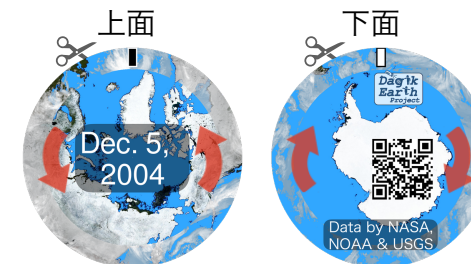 上面
下面
Dec. 5,
2004
Dagik
Earth
Project
Data by NASA,
NOAA & USGS